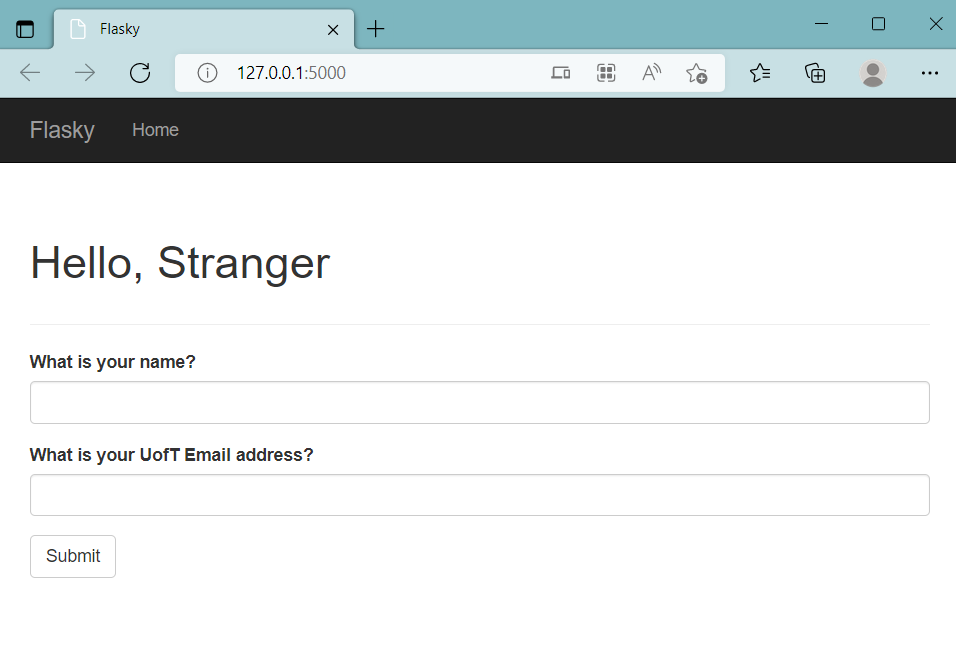 Flasky
127.0.0.1:5000
Flasky Home
Hello, Stranger
What is your name?
What is your UofT Email address?
Submit